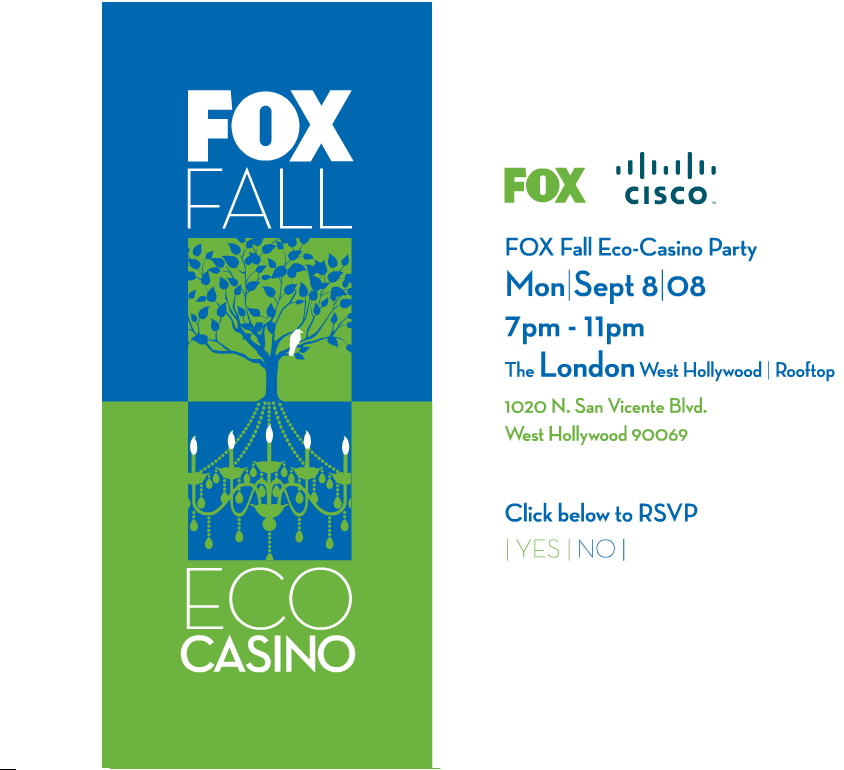 FOX
FALL
ECO
CASINO
FOX
CISCO™
FOX Fall Eco-Casino Party
Mon|Sept 8|08
7pm - 11pm
The London West Hollywood | Rooftop
1020 N. San Vicente Blvd.
West Hollywood 90069
Click below to RSVP
| YES | NO |